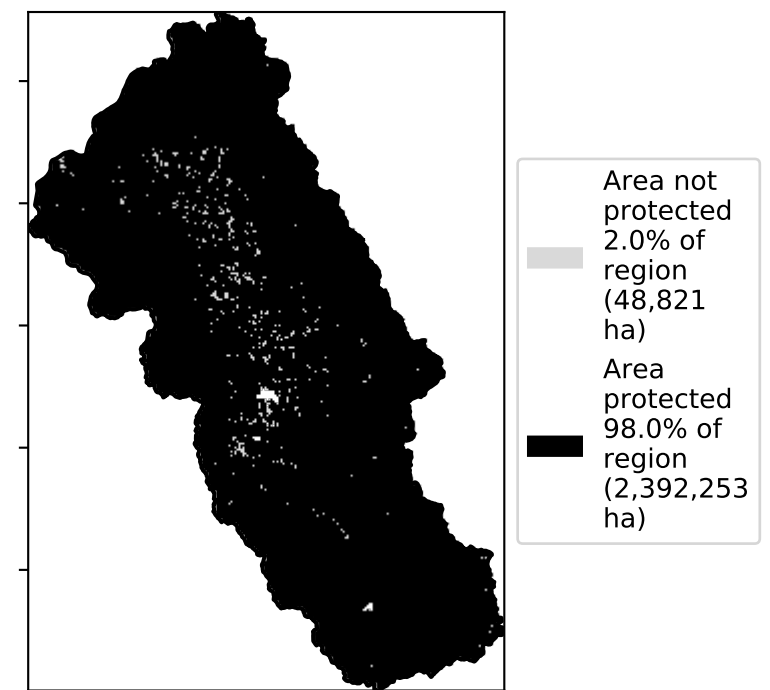 Area not
protected
2.0% of
region
(48,821
ha)
Area
protected
98.0% of
region
(2,392,253
ha)